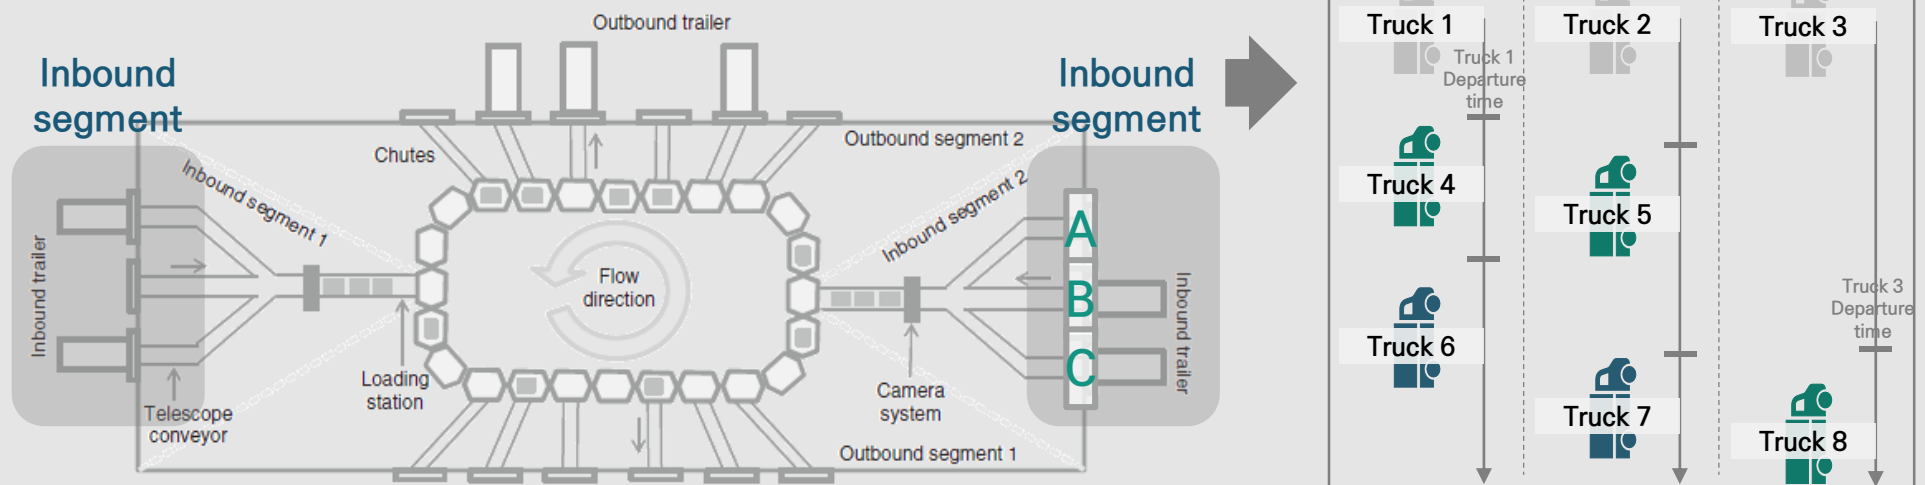 Inbound
segment
Outbound trailer
Inbound
segment
Chutes
Outbound segment 2
Inbound segment 1
Inbound segment 2
Inbound trailer
Flow
direction
A
B
C
Inbound trailer
Loading
station
Camera
system
Telescope
conveyor
Outbound segment 1
Truck 1
Truck 2
Truck 3
Truck 1
Departure
time
Truck 4
Truck 5
Truck 3
Departure
time
Truck 6
Truck 7
Truck 8